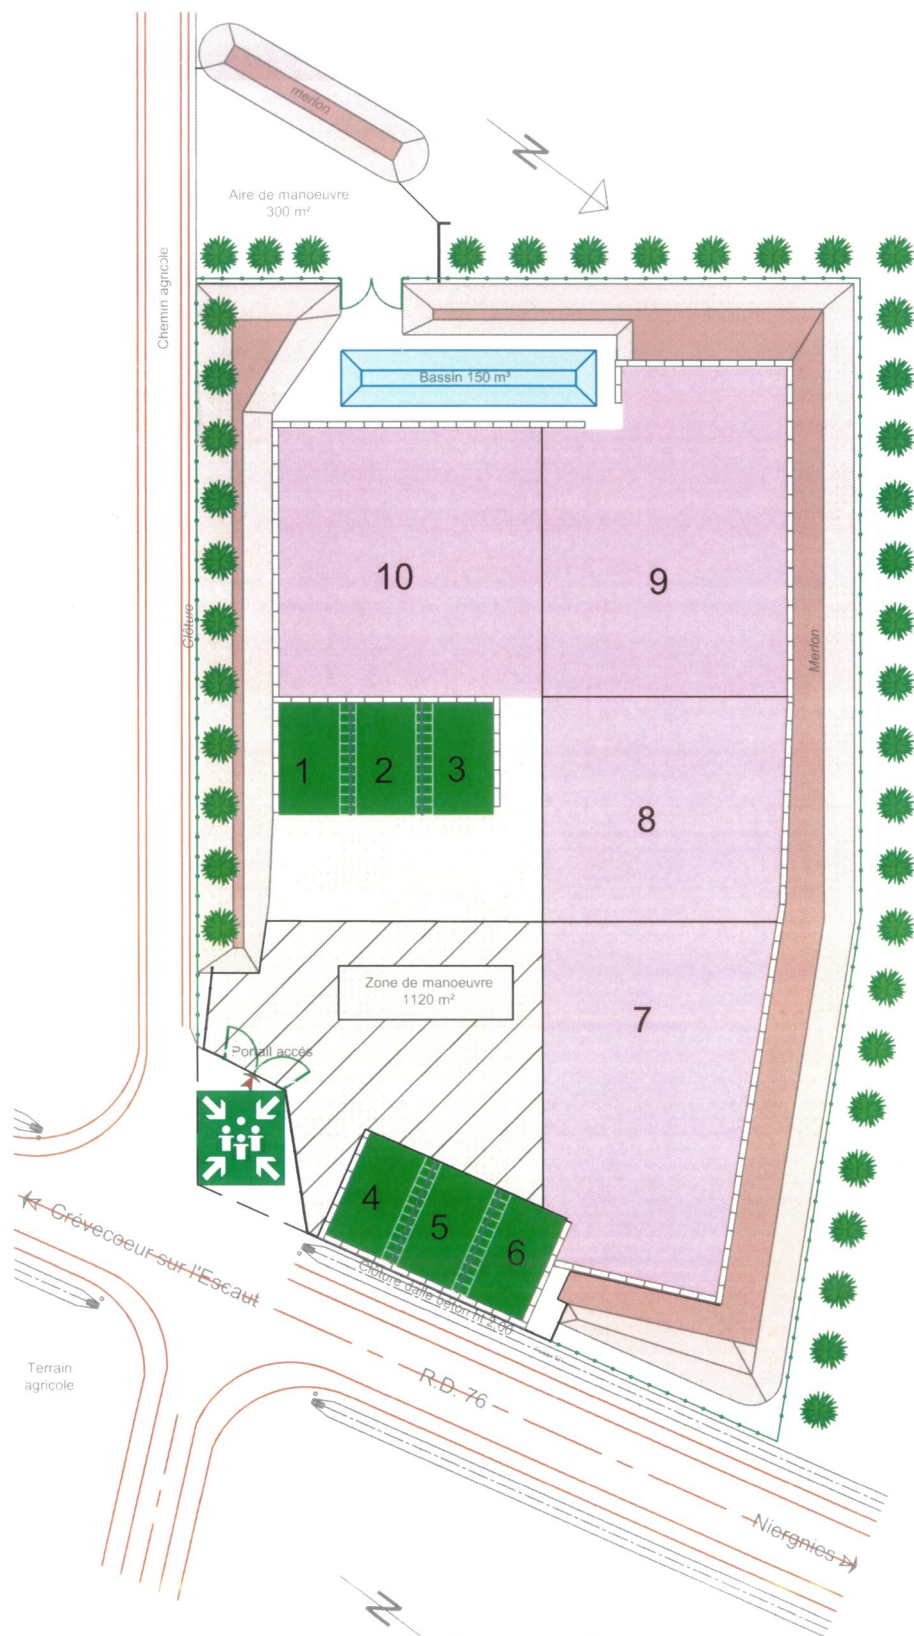 merlon
N
Aire de manoeuvre
300 m²
Chemin agricole
Bassin 150 m³
10
9
Clôture
Merlon
1
2
3
8
Zone de manoeuvre
1120 m²
7
Portail accés
4
5
6
Crévecoeur sur l'Escaut
Clôture dalle béton ht 2.00
Terrain
agricole
R.D. 76
Niergnies
N